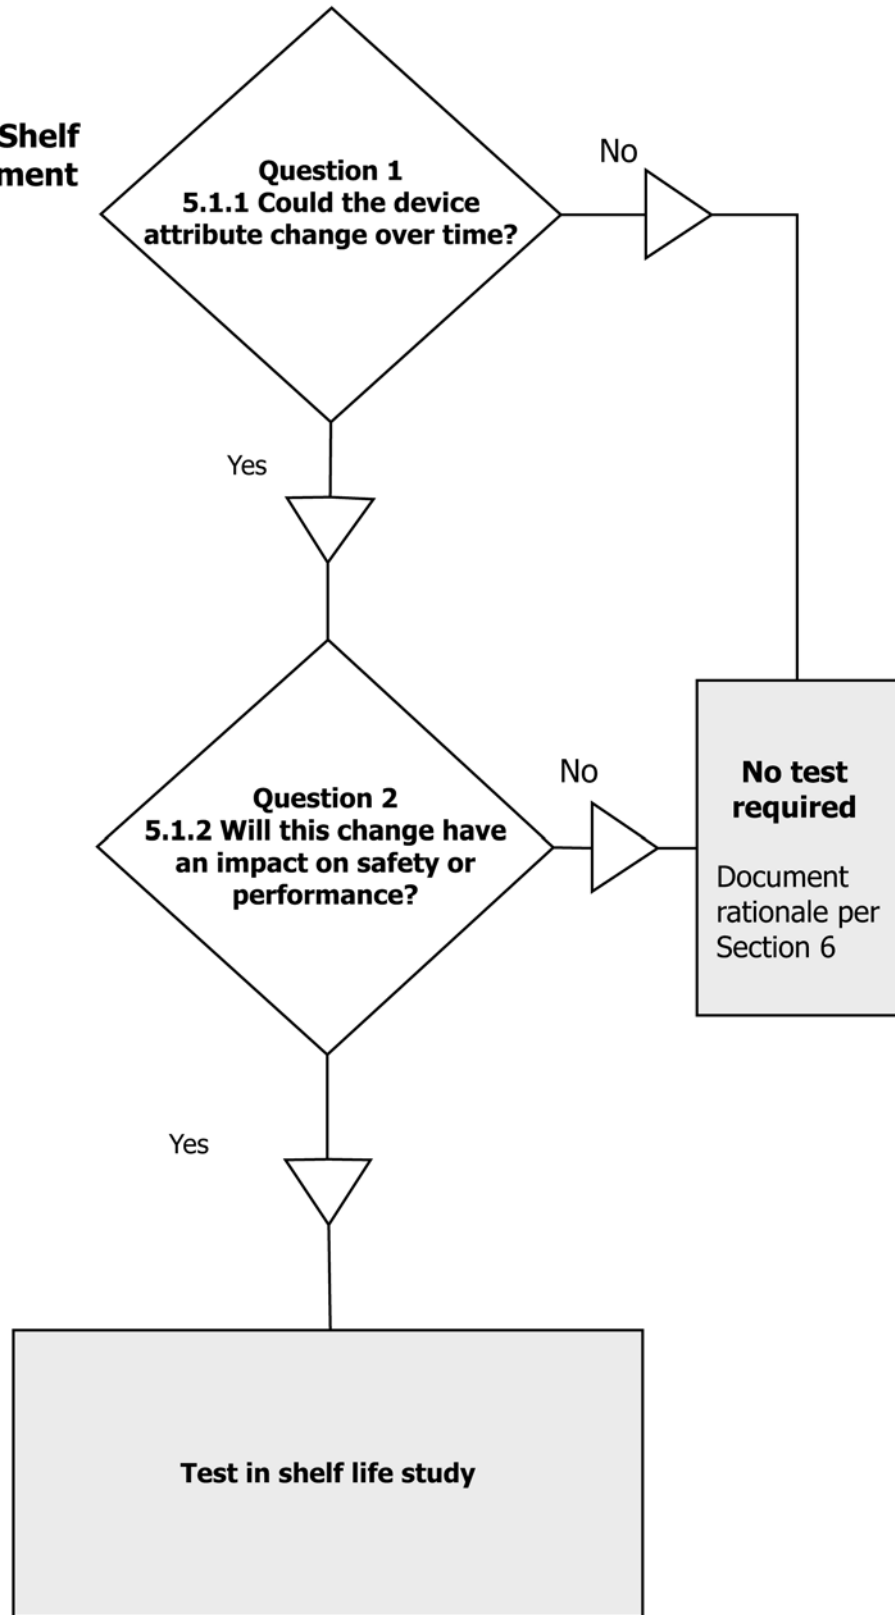 Shelf
ment
Question 1
5.1.1 Could the device
attribute change over time?
No
Yes
Question 2
5.1.2 Will this change have
an impact on safety or
performance?
No
No test
required
Document
rationale per
Section 6
Yes
Test in shelf life study